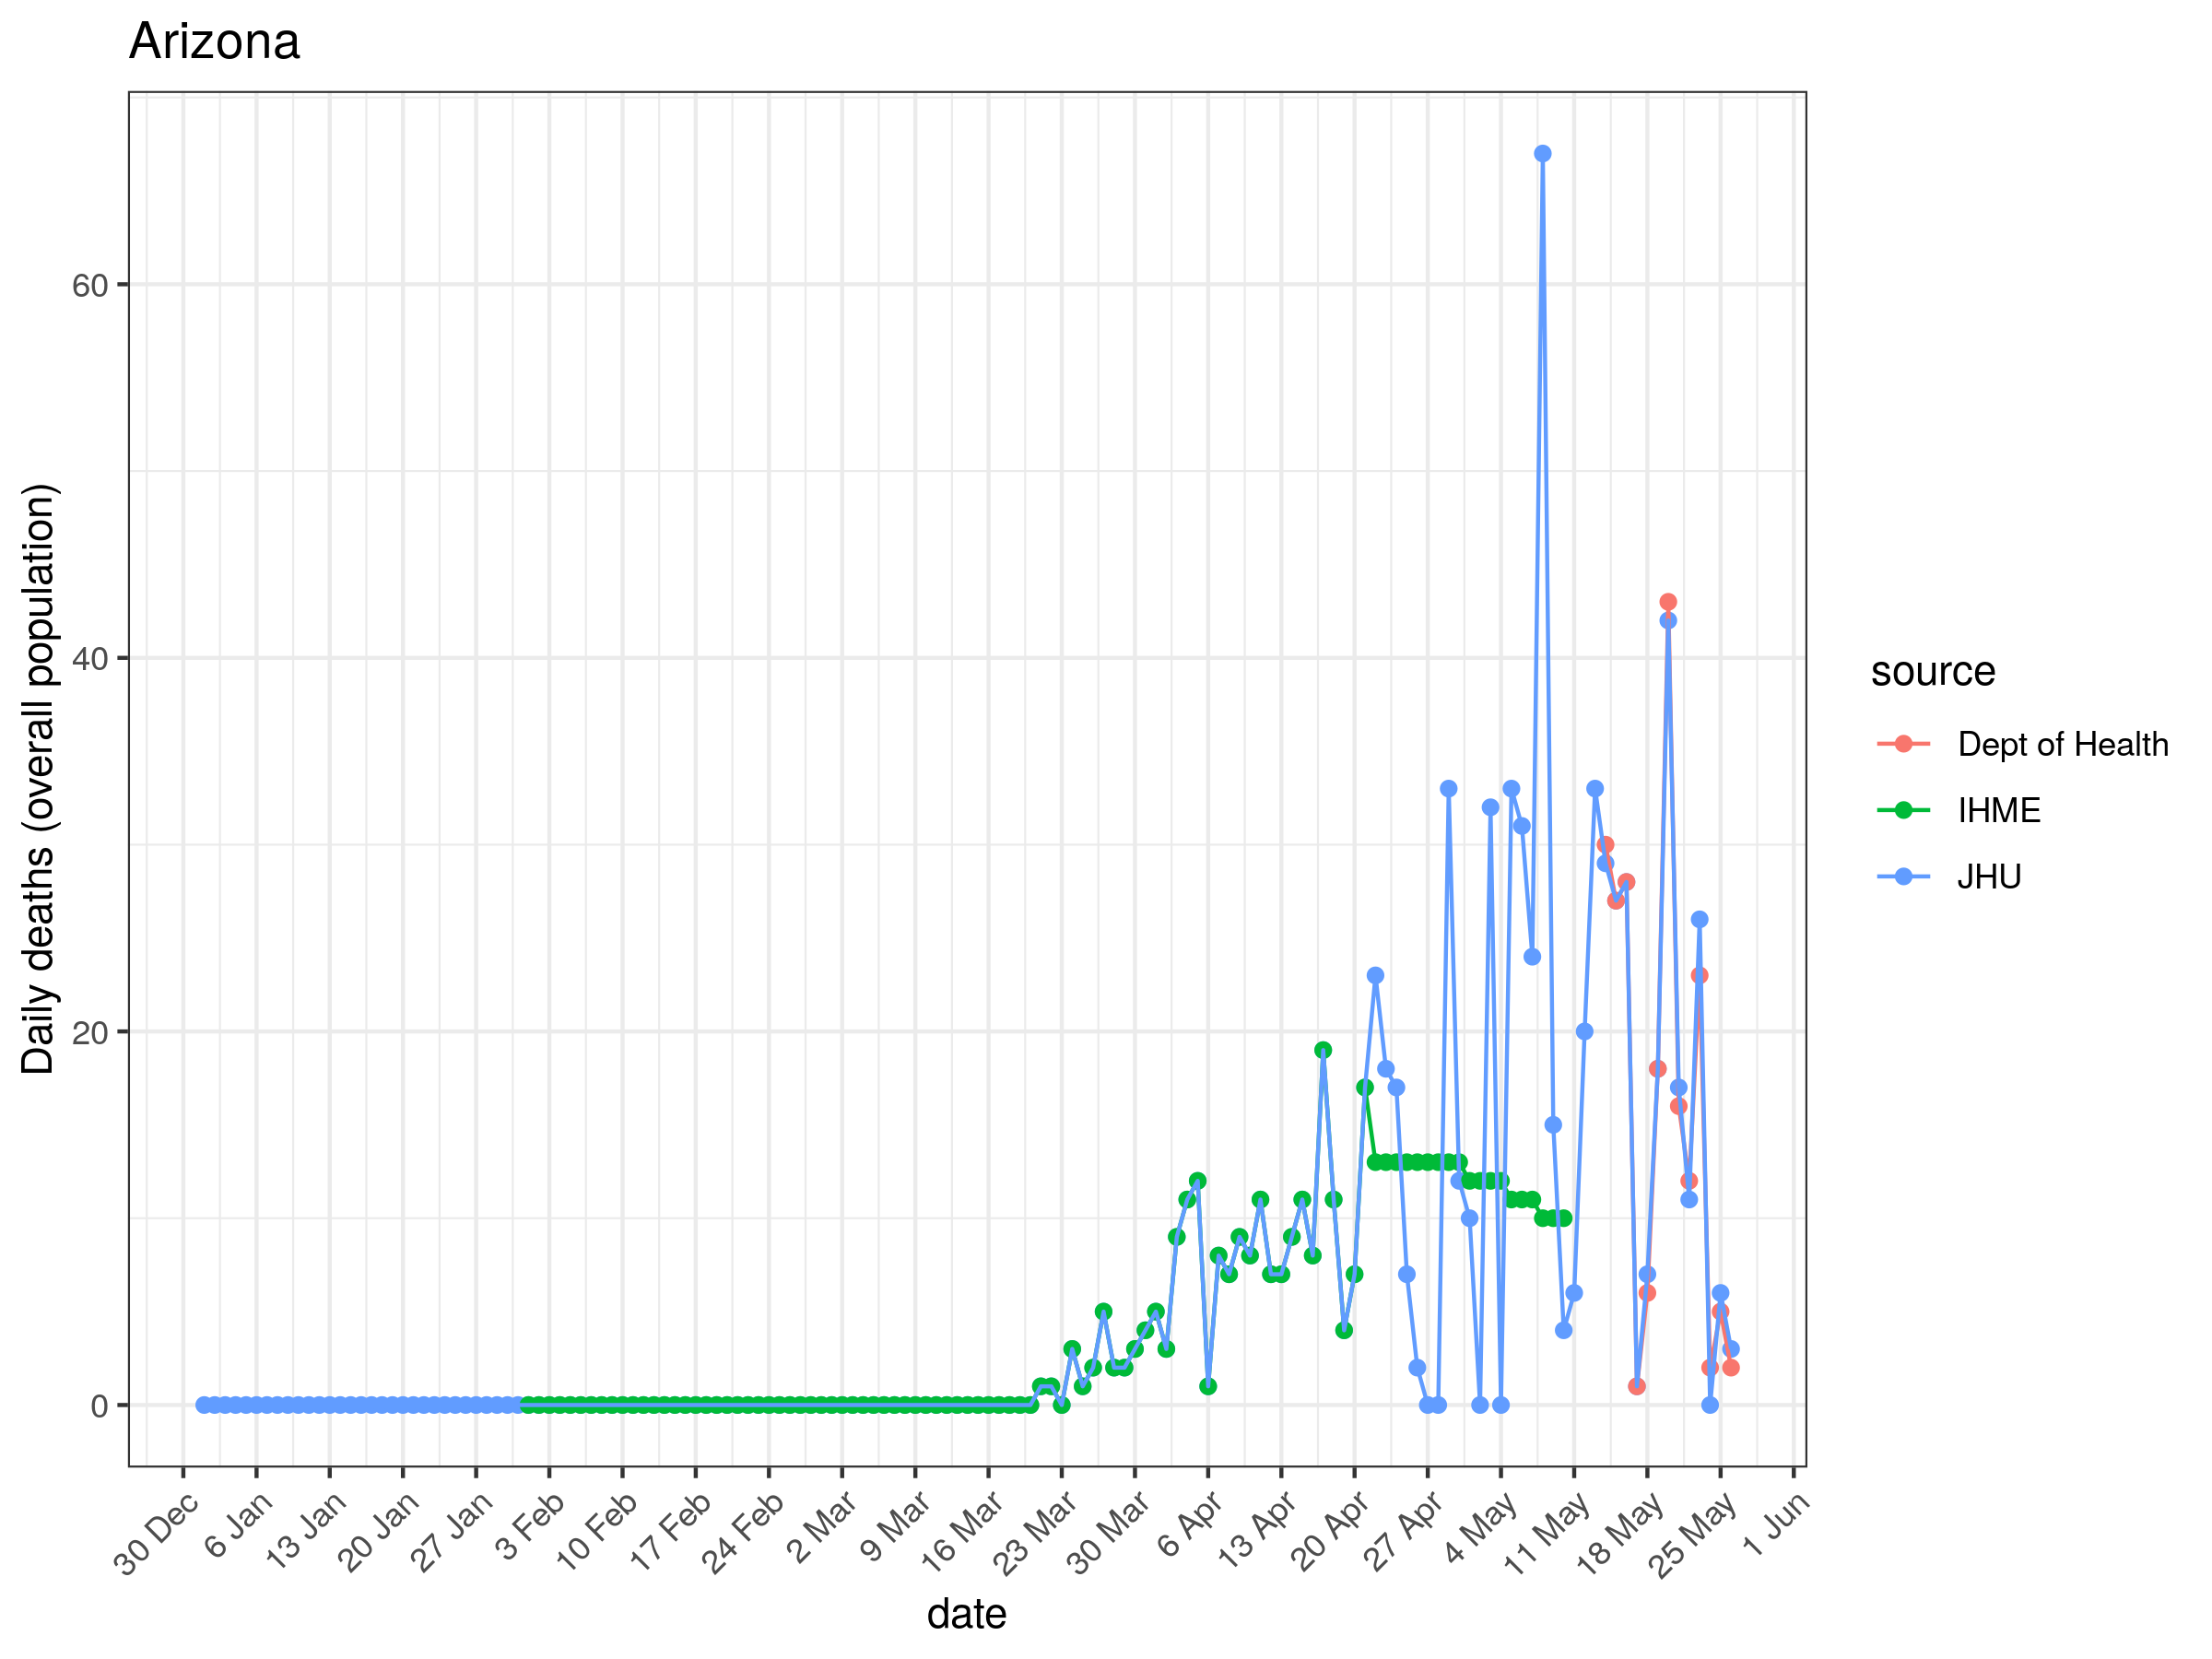 Arizona
Daily deaths (overall population)
60
40
20
0
30 Dec
6 Jan
13 Jan
20 Jan
27 Jan
3 Feb
10 Feb
17 Feb
24 Feb
2 Mar
9 Mar
16 Mar
23 Mar
30 Mar
6 Apr
13 Apr
20 Apr
27 Apr
4 May
11 May
18 May
25 May
1 Jun
date
source
Dept of Health
IHME
JHU